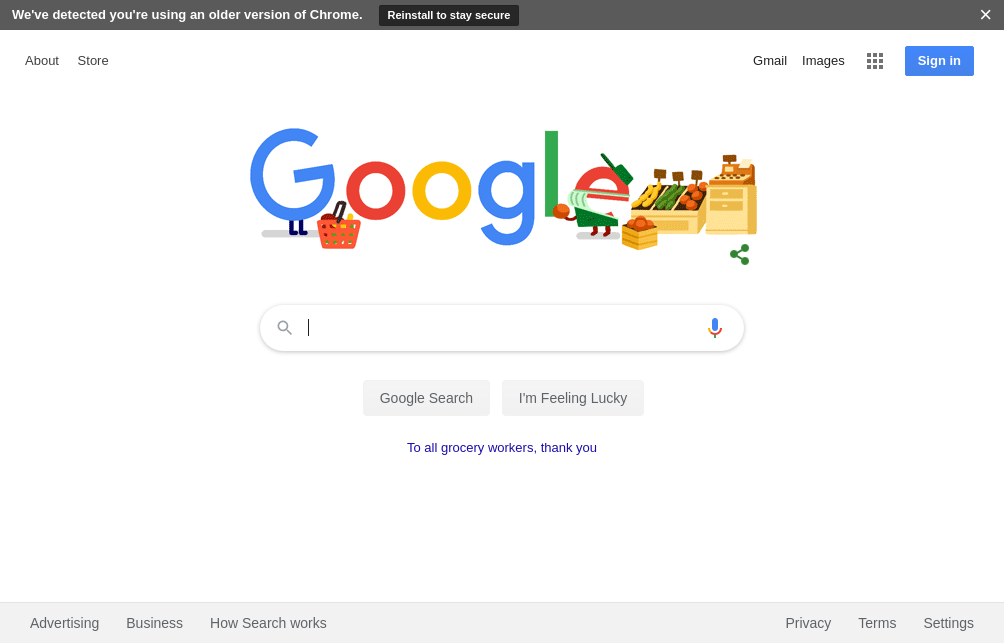 We've detected you're using an older version of Chrome. Reinstall to stay secure
About Store Gmail Images Sign in
Google
Google Search I'm Feeling Lucky
To all grocery workers, thank you
Advertising Business How Search works Privacy Terms Settings